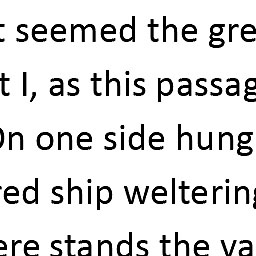 t seemed the gre
t I, as this passag
On one side hung
red ship weltering
ere stands the va